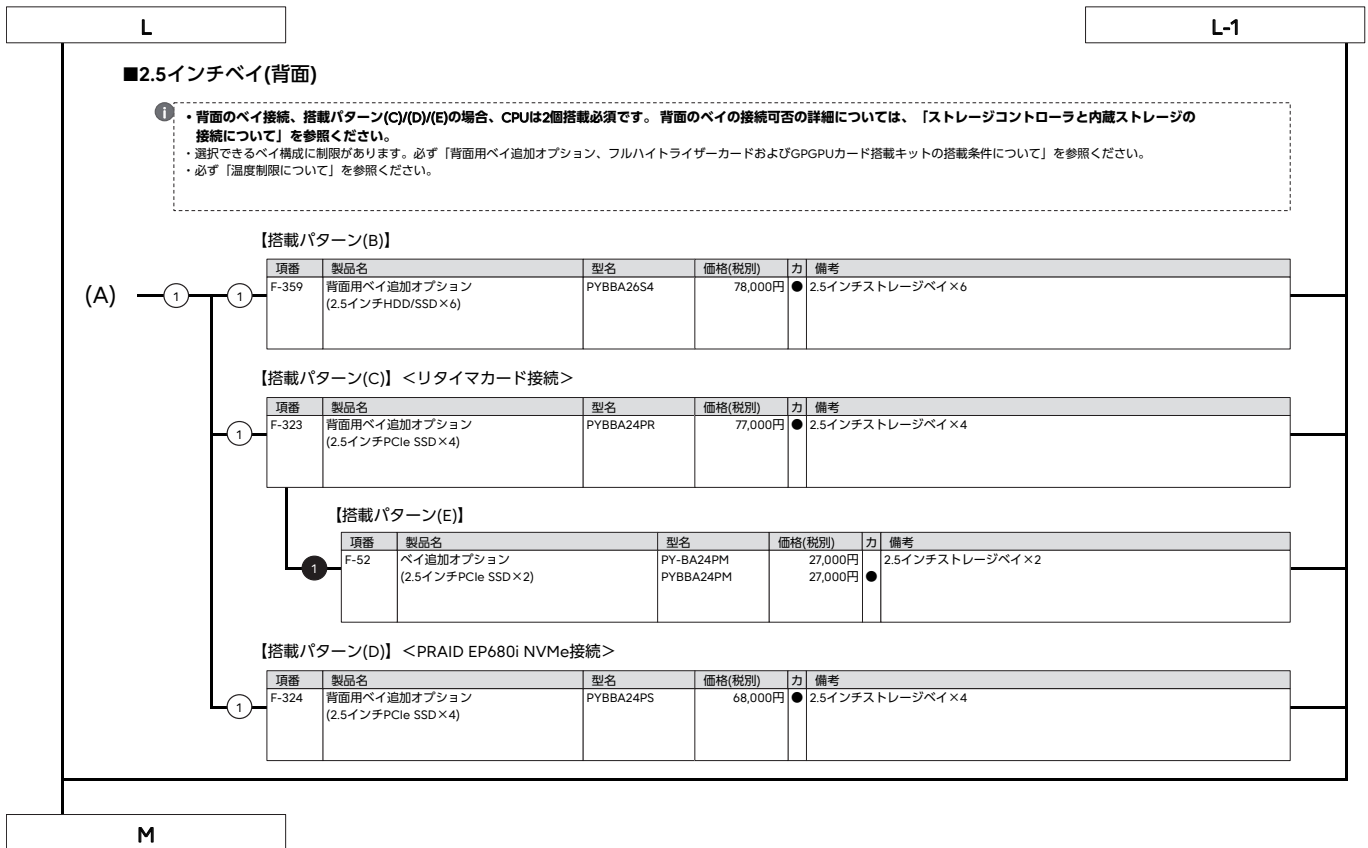 L
L-1
■2.5インチベイ(背面)
i
・背面のベイ接続、搭載パターン(C)/(D)/(E)の場合、CPUは2個搭載必須です。 背面のベイの接続可否の詳細については、「ストレージコントローラと内蔵ストレージの
接続について」を参照ください。
・選択できるベイ構成に制限があります。必ず「背面用ベイ追加オプション、フルハイトライザーカードおよびGPGPUカード搭載キットの搭載条件について」を参照ください。
・必ず「温度制限について」を参照ください。
【搭載パターン(B)】
項番 製品名 型名 価格(税別) カ 備考
(A) 1 1 F-359 背面用ベイ追加オプション PYBBA26S4 78,000円 ● 2.5インチストレージベイ×6
(2.5インチHDD/SSD×6)
【搭載パターン(C)】＜リタイマカード接続＞
項番 製品名 型名 価格(税別) カ 備考
1 F-323 背面用ベイ追加オプション PYBBA24PR 77,000円 ● 2.5インチストレージベイ×4
(2.5インチPCIe SSD×4)
【搭載パターン(E)】
項番 製品名 型名 価格(税別) カ 備考
1 F-52 ベイ追加オプション PY-BA24PM 27,000円 2.5インチストレージベイ×2
(2.5インチPCIe SSD×2) PYBBA24PM 27,000円 ●
【搭載パターン(D)】＜PRAID EP680i NVMe接続＞
項番 製品名 型名 価格(税別) カ 備考
1 F-324 背面用ベイ追加オプション PYBBA24PS 68,000円 ● 2.5インチストレージベイ×4
(2.5インチPCIe SSD×4)
M